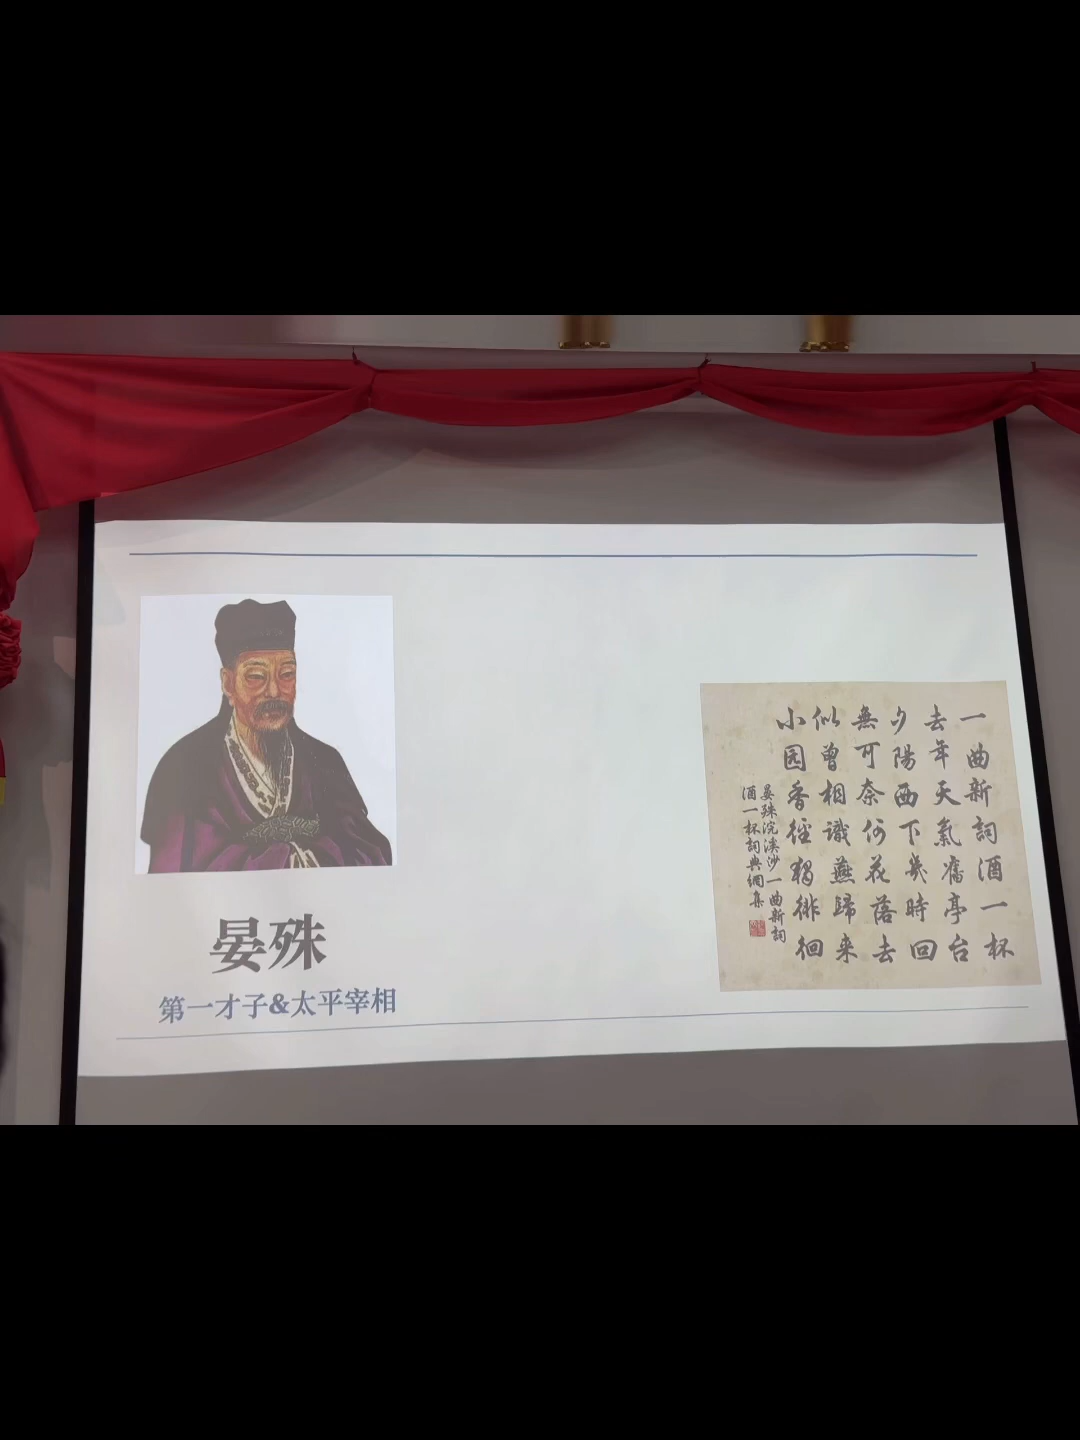 晏殊
第一才子&太平宰相
一曲新詞酒一杯
去年天氣舊亭台
夕陽西下幾時回
無可奈何花落去
似曾相識燕歸来
小园香徑獨徘徊
晏殊浣溪沙一曲新詞
酒一杯詞典網集